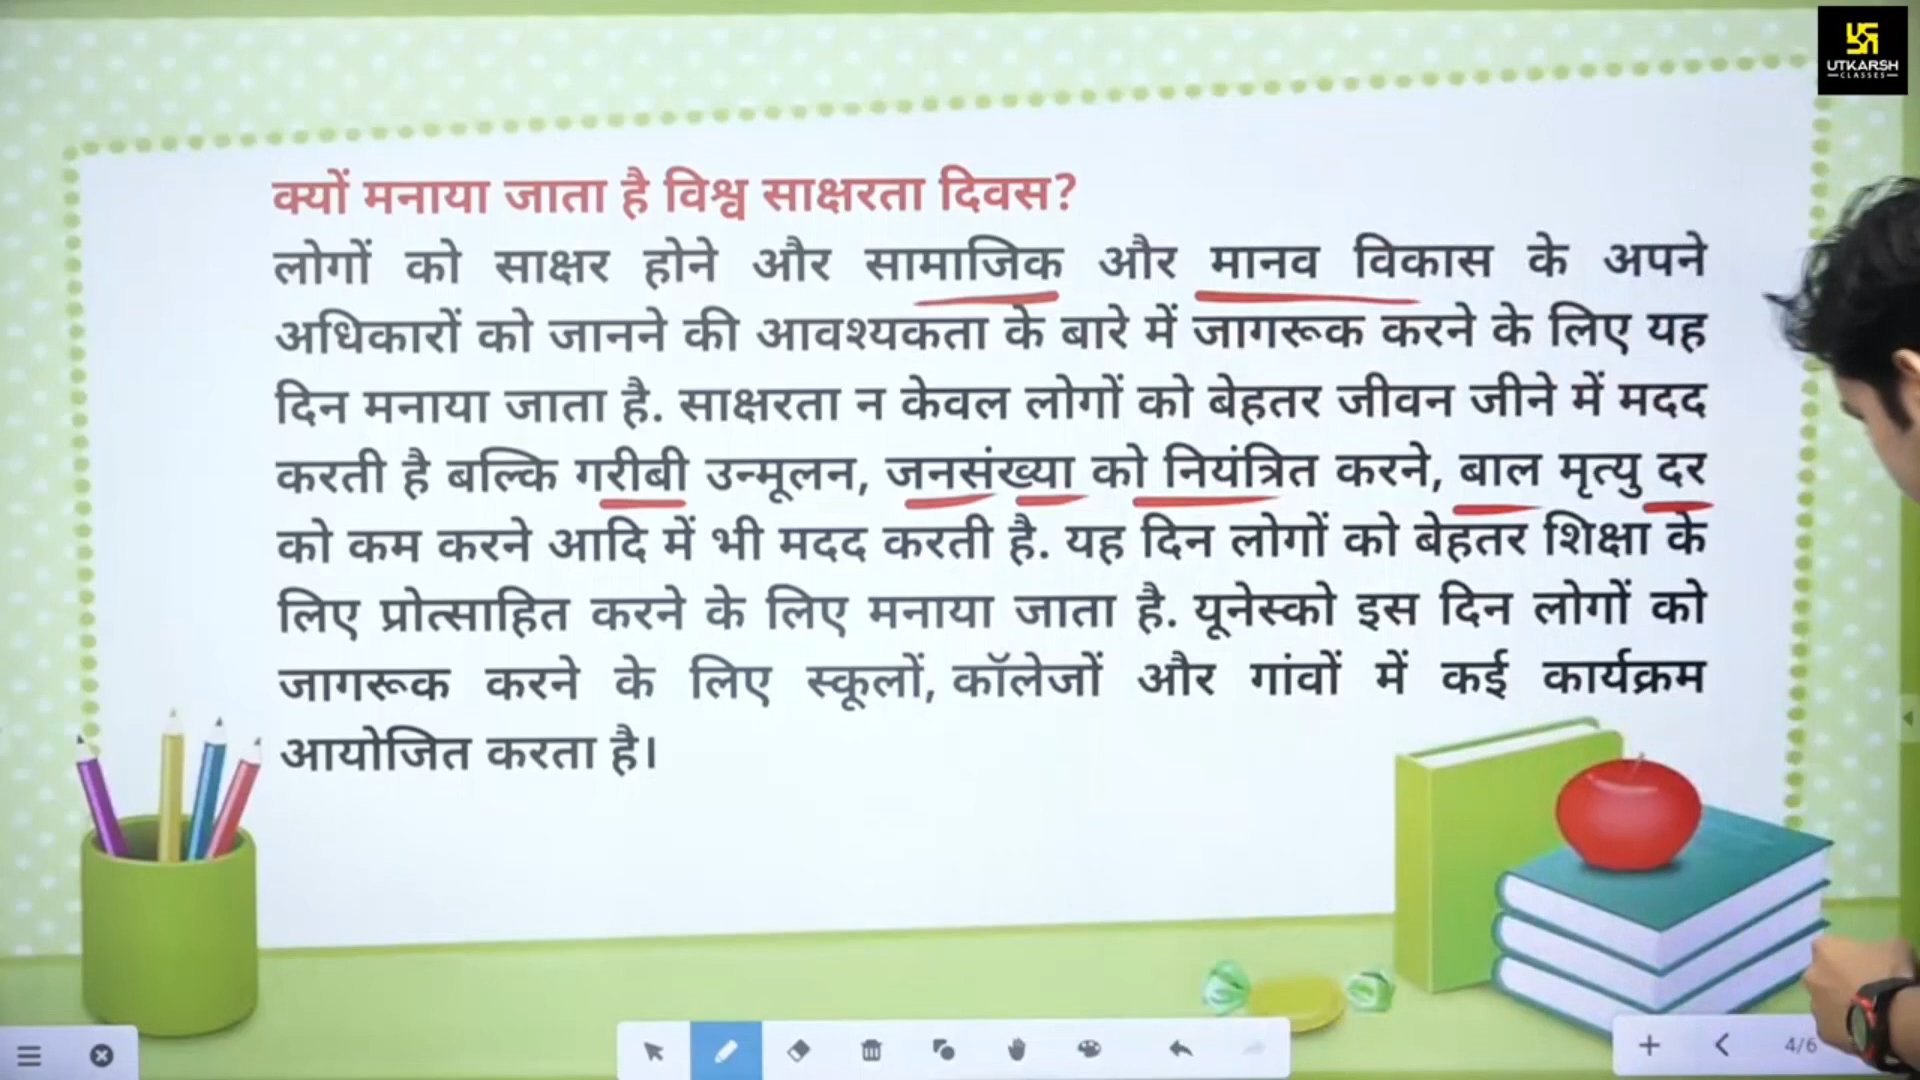 UTKARSH
CLASSES
क्यों मनाया जाता है विश्व साक्षरता दिवस?
लोगों को साक्षर होने और सामाजिक और मानव विकास के अपने
अधिकारों को जानने की आवश्यकता के बारे में जागरूक करने के लिए यह
दिन मनाया जाता है. साक्षरता न केवल लोगों को बेहतर जीवन जीने में मदद
करती है बल्कि गरीबी उन्मूलन, जनसंख्या को नियंत्रित करने, बाल मृत्यु दर
को कम करने आदि में भी मदद करती है. यह दिन लोगों को बेहतर शिक्षा के
लिए प्रोत्साहित करने के लिए मनाया जाता है. यूनेस्को इस दिन लोगों को
जागरूक करने के लिए स्कूलों, कॉलेजों और गांवों में कई कार्यक्रम
आयोजित करता है।
4/6